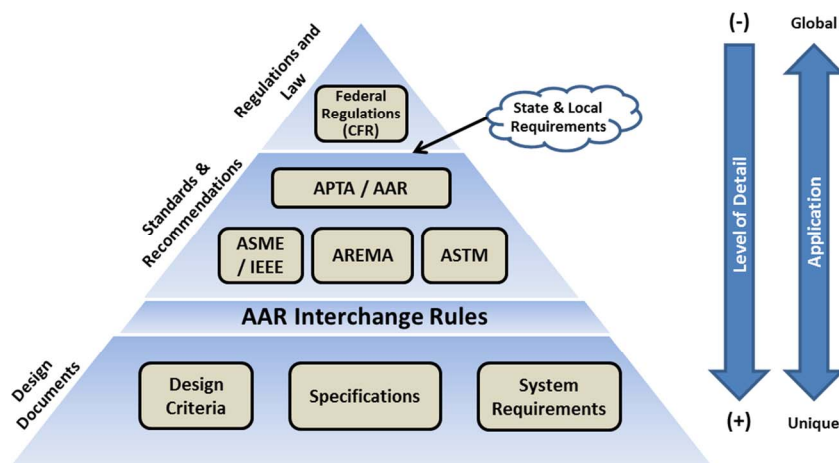 Regulations and
Law
Federal
Regulations
(CFR)
State & Local
Requirements
Standards &
Recommendations
APTA / AAR
ASME
/ IEEE
AREMA
ASTM
AAR Interchange Rules
Design
Documents
Design
Criteria
Specifications
System
Requirements
(-)
Level of Detail
(+)
Global
Application
Unique